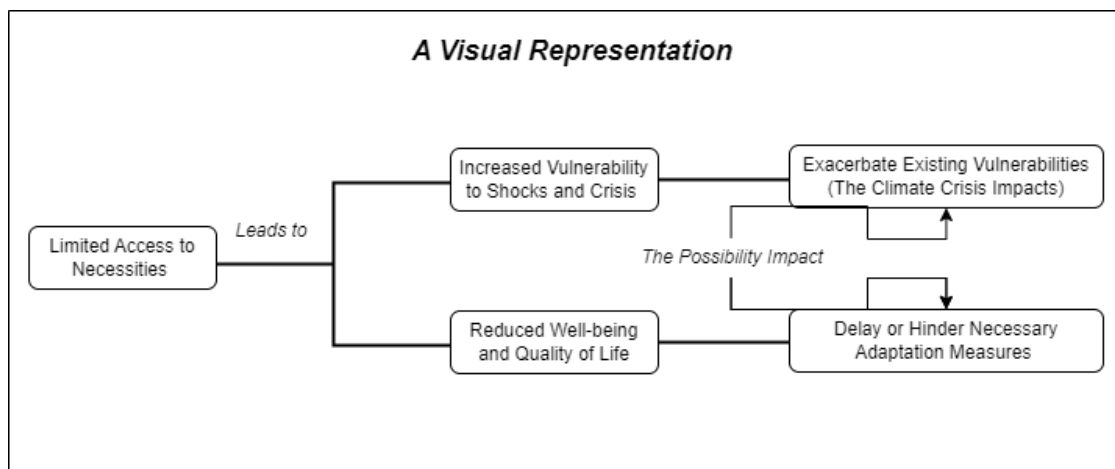 A Visual Representation
Limited Access to
Necessities
Leads to
Increased Vulnerability
to Shocks and Crisis
Exacerbate Existing Vulnerabilities
(The Climate Crisis Impacts)
The Possibility Impact
Reduced Well-being
and Quality of Life
Delay or Hinder Necessary
Adaptation Measures